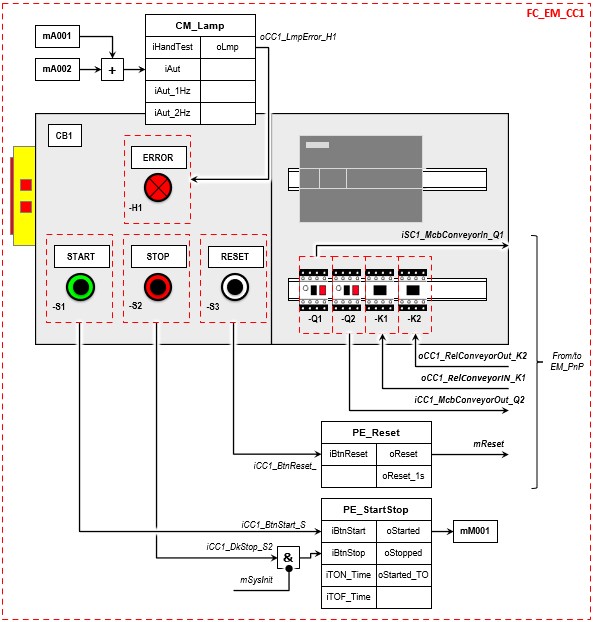 FC_EM_CC1
CM_Lamp
mA001
iHandTest
oLmp
oCC1_LmpError_H1
mA002
+
iAut
iAut_1Hz
iAut_2Hz
CB1
ERROR
-H1
iSC1_McbConveyorIn_Q1
START
STOP
RESET
-S1
-S2
-S3
-Q1
-Q2
-K1
-K2
oCC1_RelConveyorOut_K2
From/to
EM_PnP
oCC1_RelConveyorIN_K1
iCC1_McbConveyorOut_Q2
PE_Reset
mReset
iBtnReset
oReset
iCC1_BtnReset_
oReset_1s
PE_StartStop
iCC1_BtnStart_S
iBtnStart
oStarted
mM001
iCC1_DkStop_S2
&
iBtnStop
oStopped
mSysInit
iTON_Time
oStarted_TO
iTOF_Time